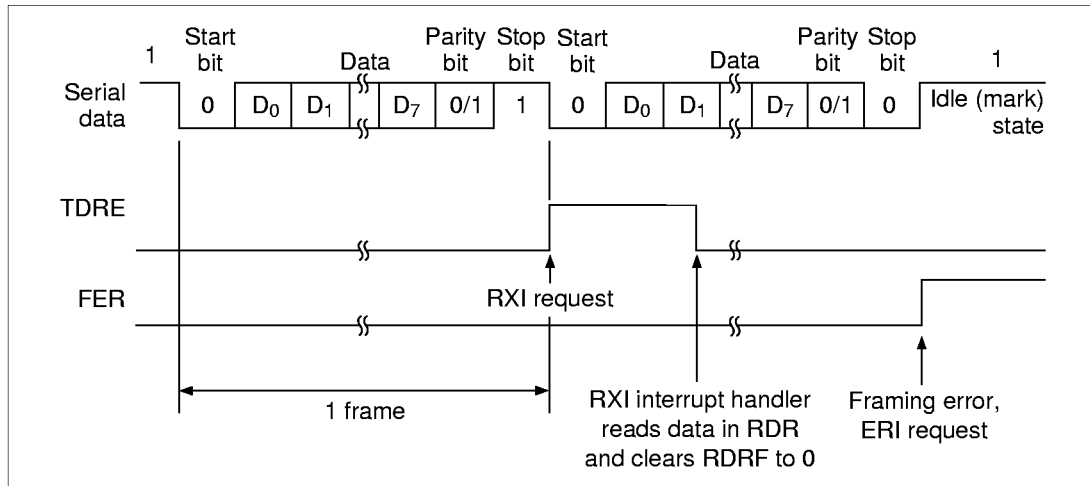 1 Start bit Data Parity bit Stop bit Start bit Data Parity bit Stop bit 1
Serial data 0 D₀ D₁ D₇ 0/1 1 0 D₀ D₁ D₇ 0/1 0 Idle (mark) state
TDRE
FER
RXI request
1 frame
RXI interrupt handler
reads data in RDR
and clears RDRF to 0
Framing error,
ERI request